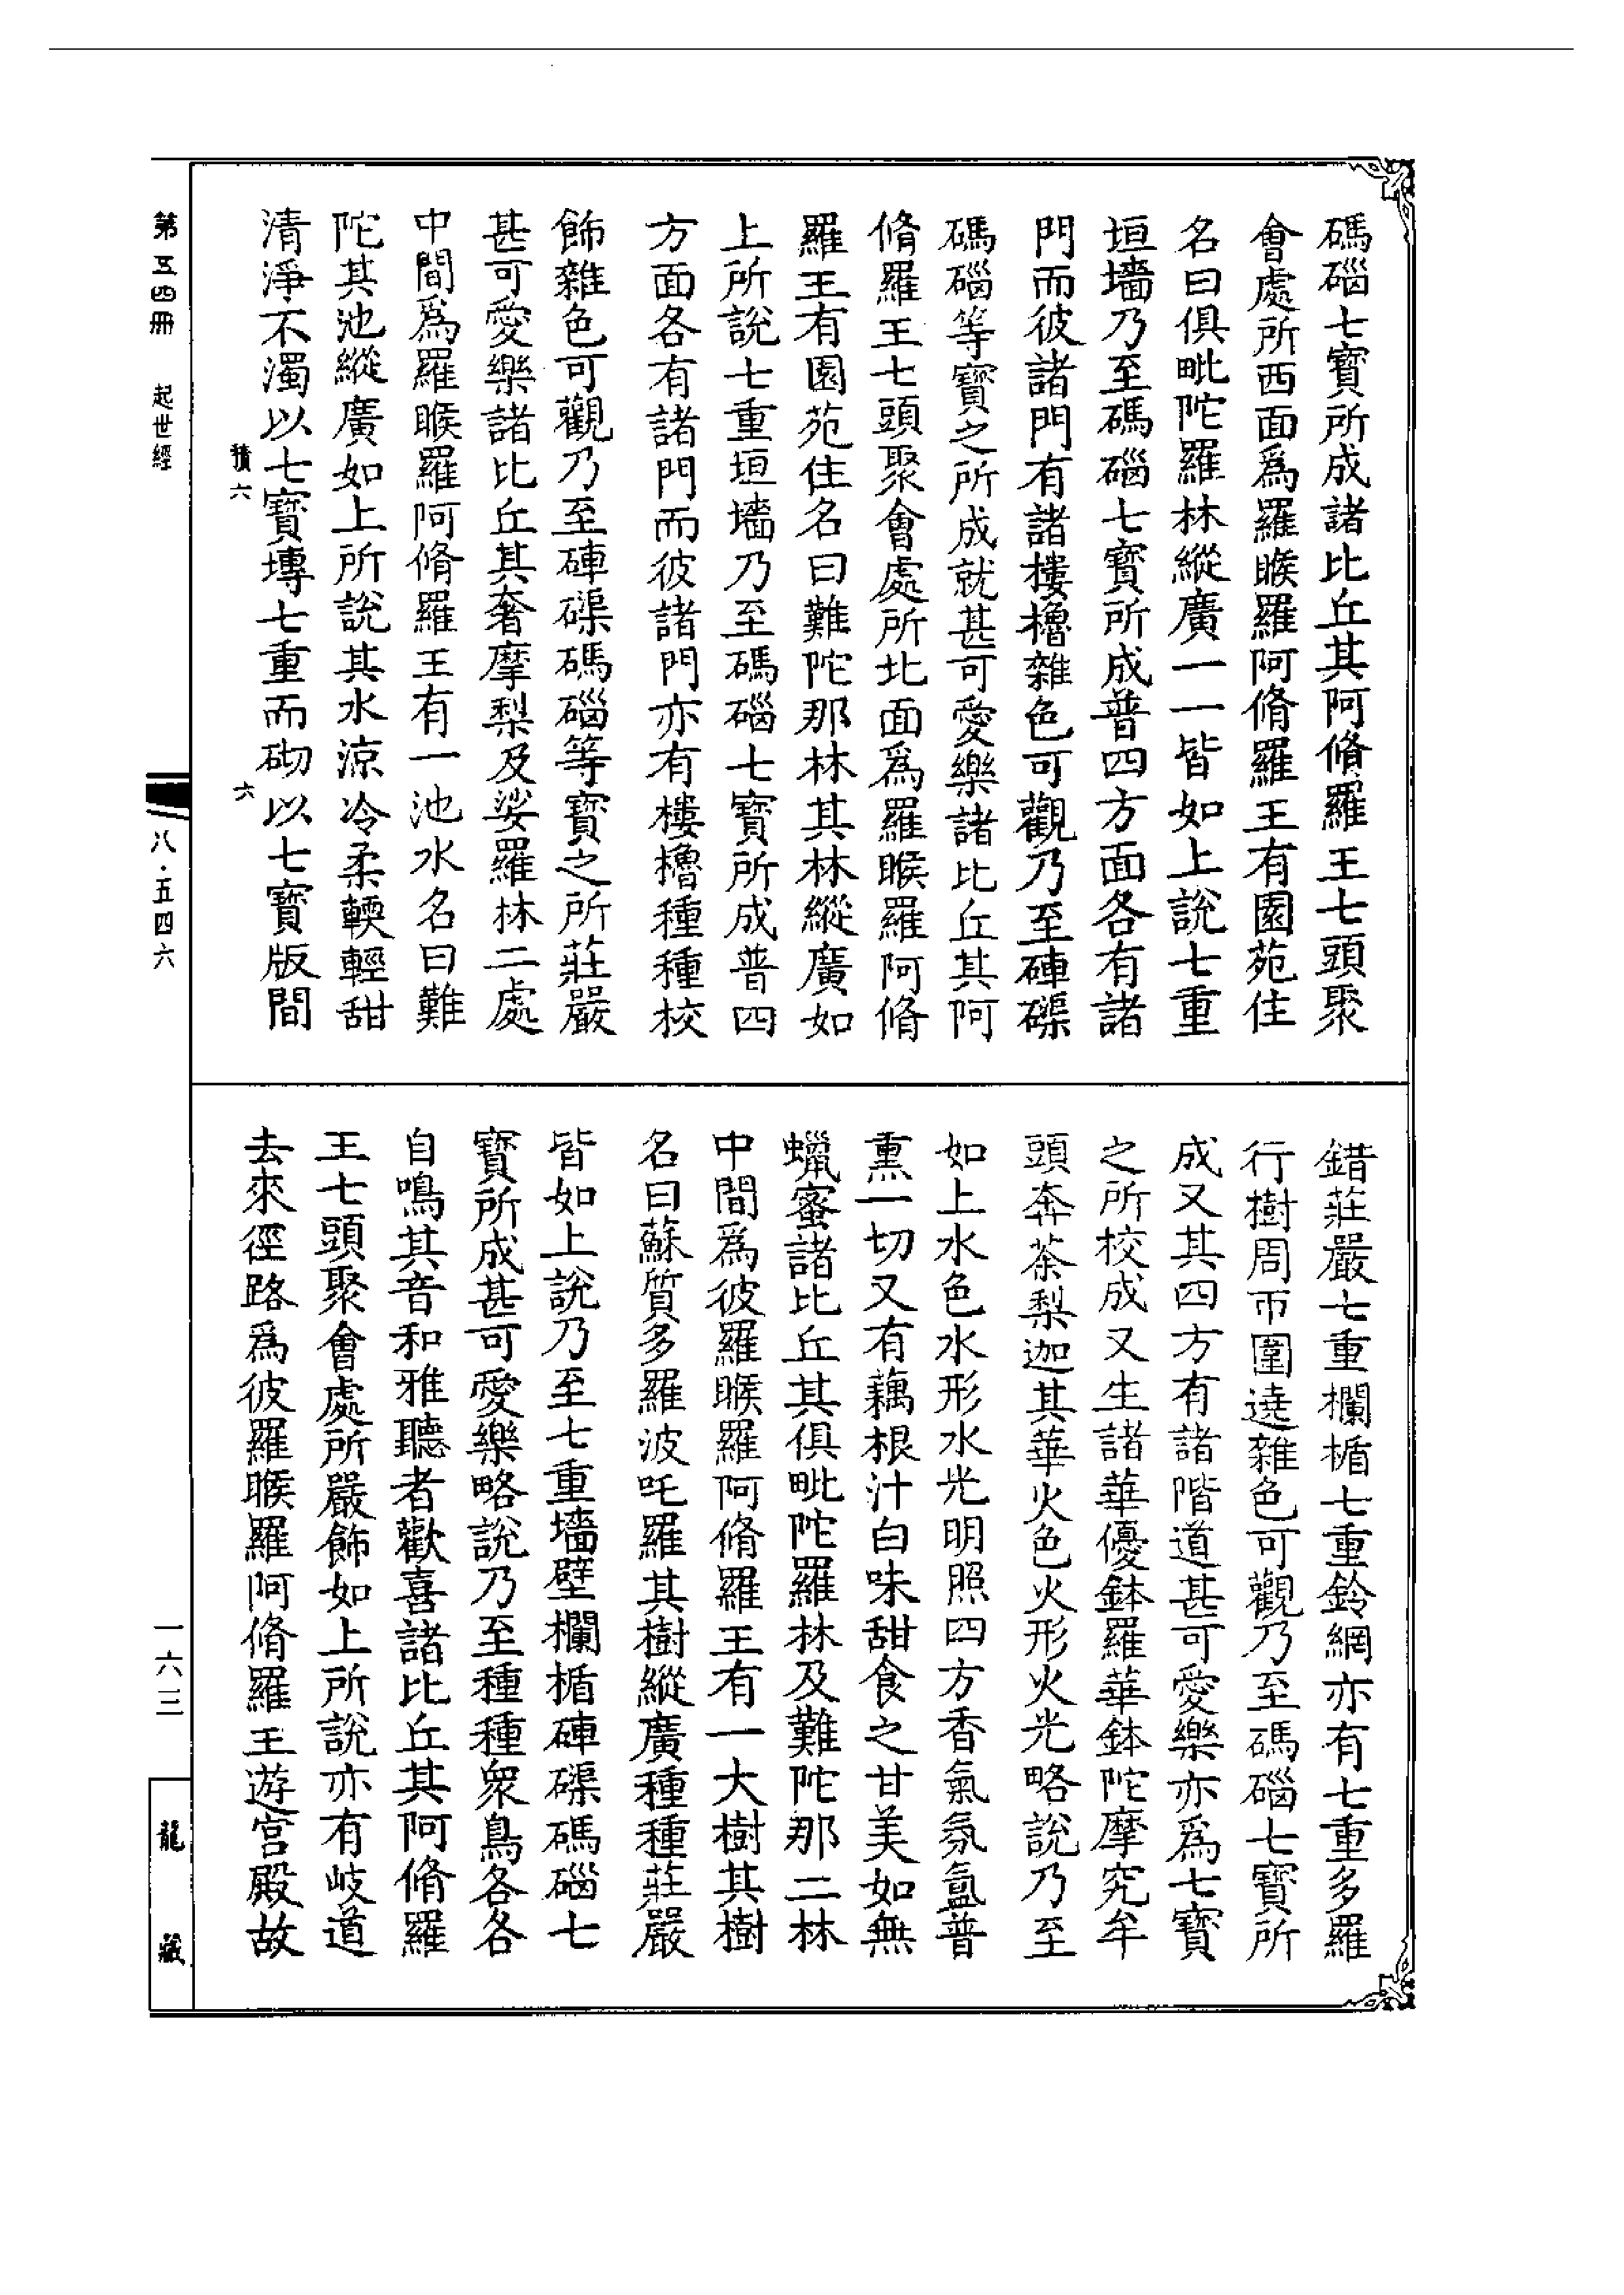 碼碯七寶所成諸比丘其阿脩羅王七頭聚
會處所西面爲羅睺羅阿脩羅王有園苑住
名曰俱毗陀羅林縱廣一一皆如上說七重
垣墻乃至碼碯七寶所成普四方面各有諸
門而彼諸門有諸樓櫓雜色可觀乃至硨磲
碼碯等寶之所成就甚可愛樂諸比丘其阿
脩羅王七頭聚會處所北面爲羅睺羅阿脩
羅王有園苑住名曰難陀那林其林縱廣如
上所說七重垣墻乃至碼碯七寶所成普四
方面各有諸門而彼諸門亦有樓櫓種種校
飾雜色可觀乃至硨磲碼碯等寶之所莊嚴
甚可愛樂諸比丘其奢摩梨及娑羅林二處
中間爲羅睺羅阿脩羅王有一池水名曰難
陀其池縱廣如上所說其水涼冷柔輭輕甜
清淨不濁以七寶塼七重而砌以七寶版間
積六
六
錯莊嚴七重欄楯七重鈴網亦有七重多羅
行樹周帀圍遶雜色可觀乃至碼碯七寶所
成又其四方有諸階道甚可愛樂亦爲七寶
之所校成又生諸華優鉢羅華鉢陀摩究牟
頭奔茶梨迦其華火色火形火光略說乃至
如上水色水形水光明照四方香氣氛氳普
熏一切又有藕根汁白味甜食之甘美如無
蠟蜜諸比丘其俱毗陀羅林及難陀那二林
中間爲彼羅睺羅阿脩羅王有一大樹其樹
名曰蘇質多羅波吒羅其樹縱廣種種莊嚴
皆如上說乃至七重墻壁欄楯硨磲碼碯七
寶所成甚可愛樂略說乃至種種眾鳥各各
自鳴其音和雅聽者歡喜諸比丘其阿脩羅
王七頭聚會處所嚴飾如上所說亦有岐道
去來徑路爲彼羅睺羅阿脩羅王遊宮殿故
第五四冊 起世經
八·五四六
一六三
龍藏